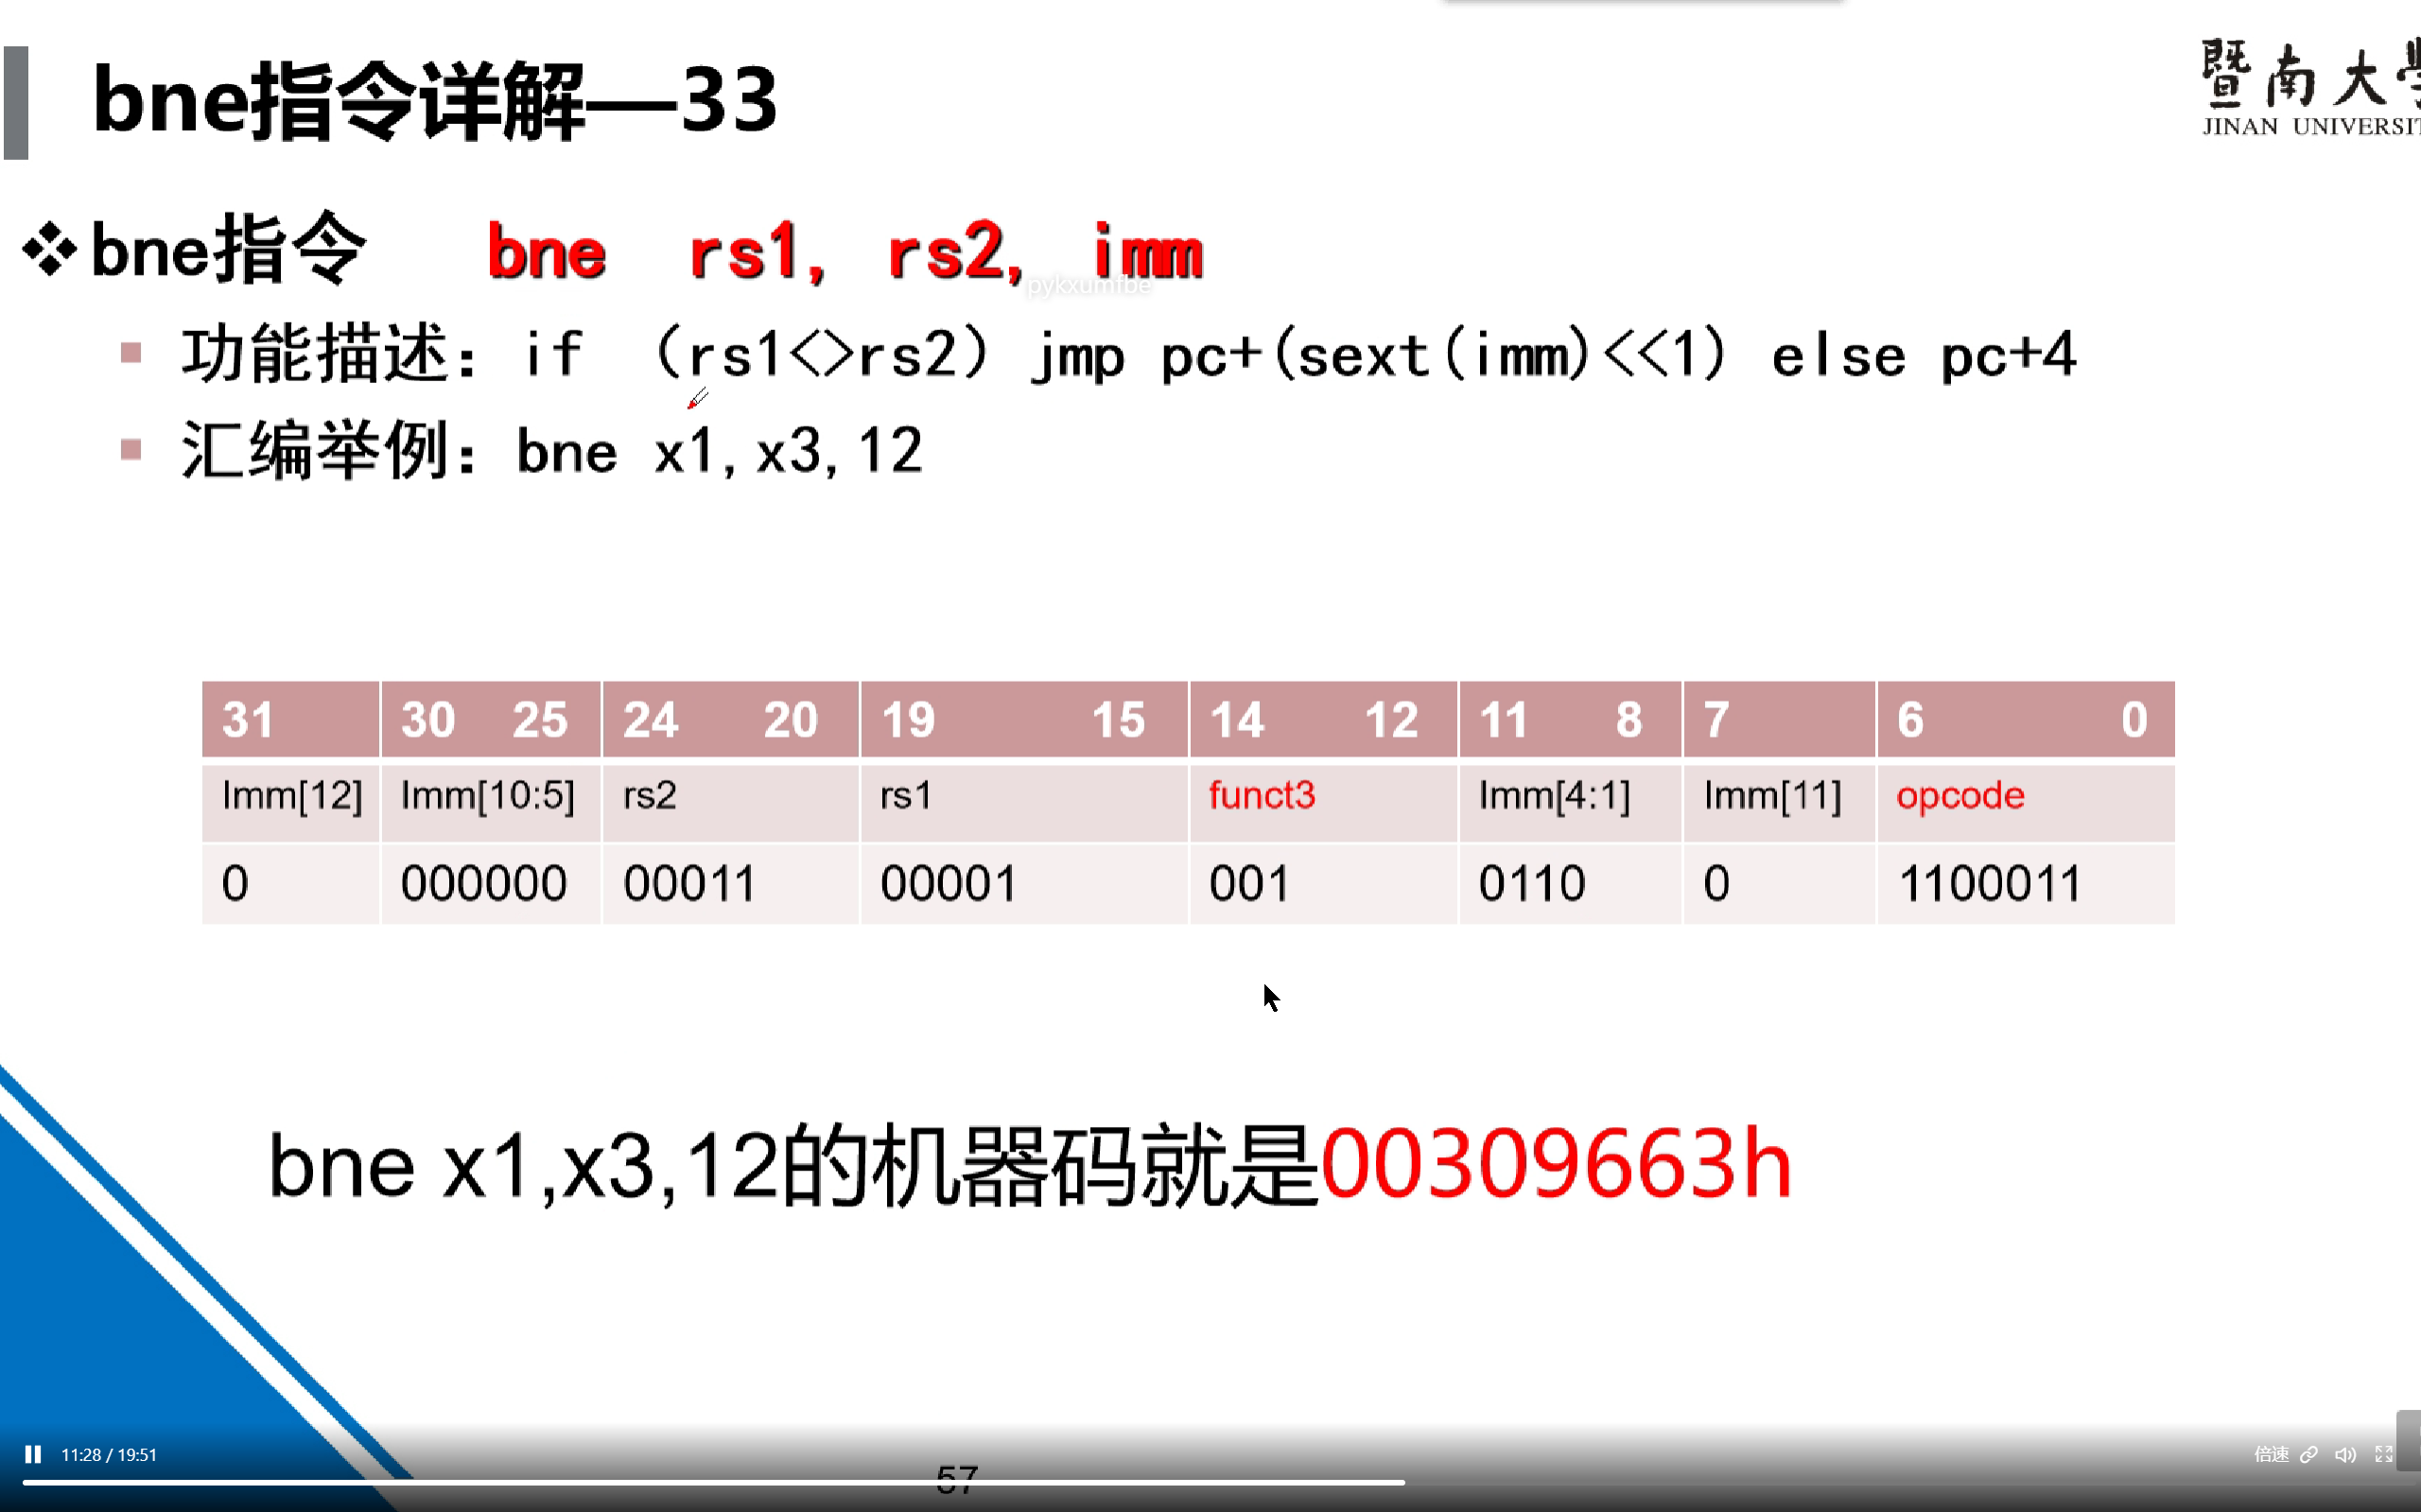 bne指令详解—33
暨南大
JINAN UNIVERSIT
bne指令 bne rs1, rs2, imm
pykxumfbe
功能描述：if （rs1<>rs2）jmp pc+(sext(imm)<<1) else pc+4
汇编举例：bne x1,x3,12
31 30 25 24 20 19 15 14 12 11 8 7 6 0
Imm[12] Imm[10:5] rs2 rs1 funct3 Imm[4:1] Imm[11] opcode
0 000000 00011 00001 001 0110 0 1100011
bne x1,x3,12的机器码就是00309663h
11:28 / 19:51
倍速
57